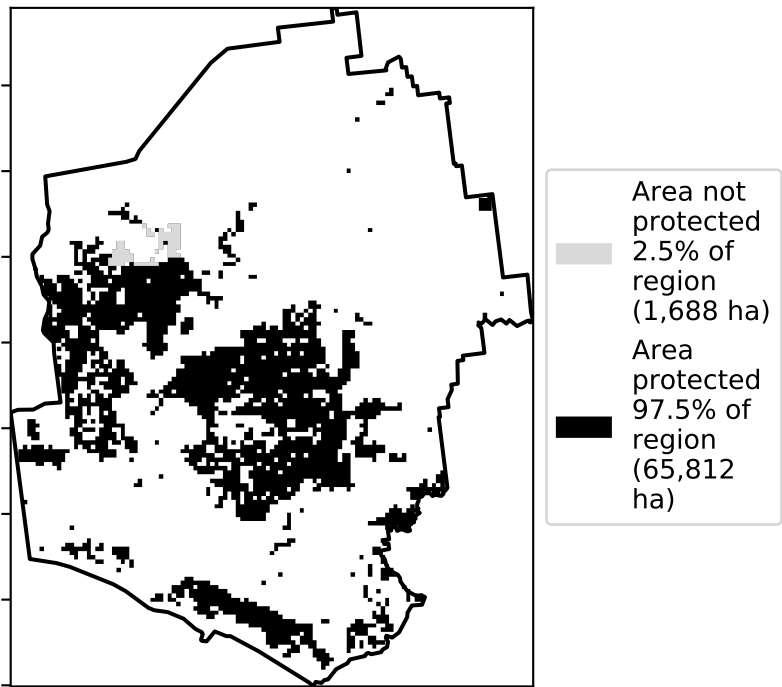 Area not
protected
2.5% of
region
(1,688 ha)
Area
protected
97.5% of
region
(65,812
ha)